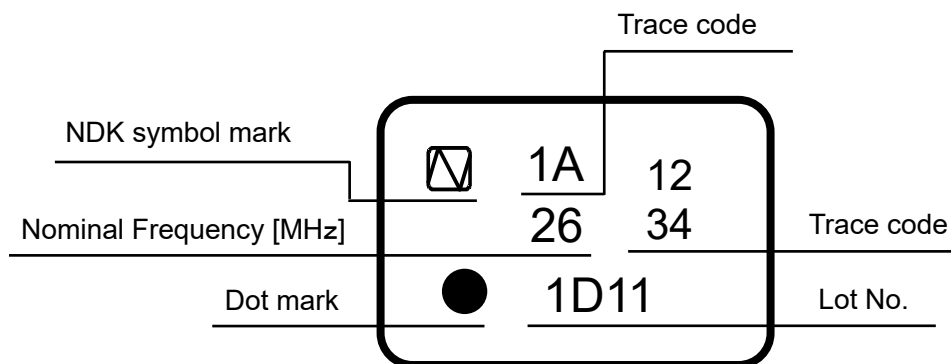 Trace code
NDK symbol mark
1A
12
Nominal Frequency [MHz]
26
34
Trace code
Dot mark
1D11
Lot No.